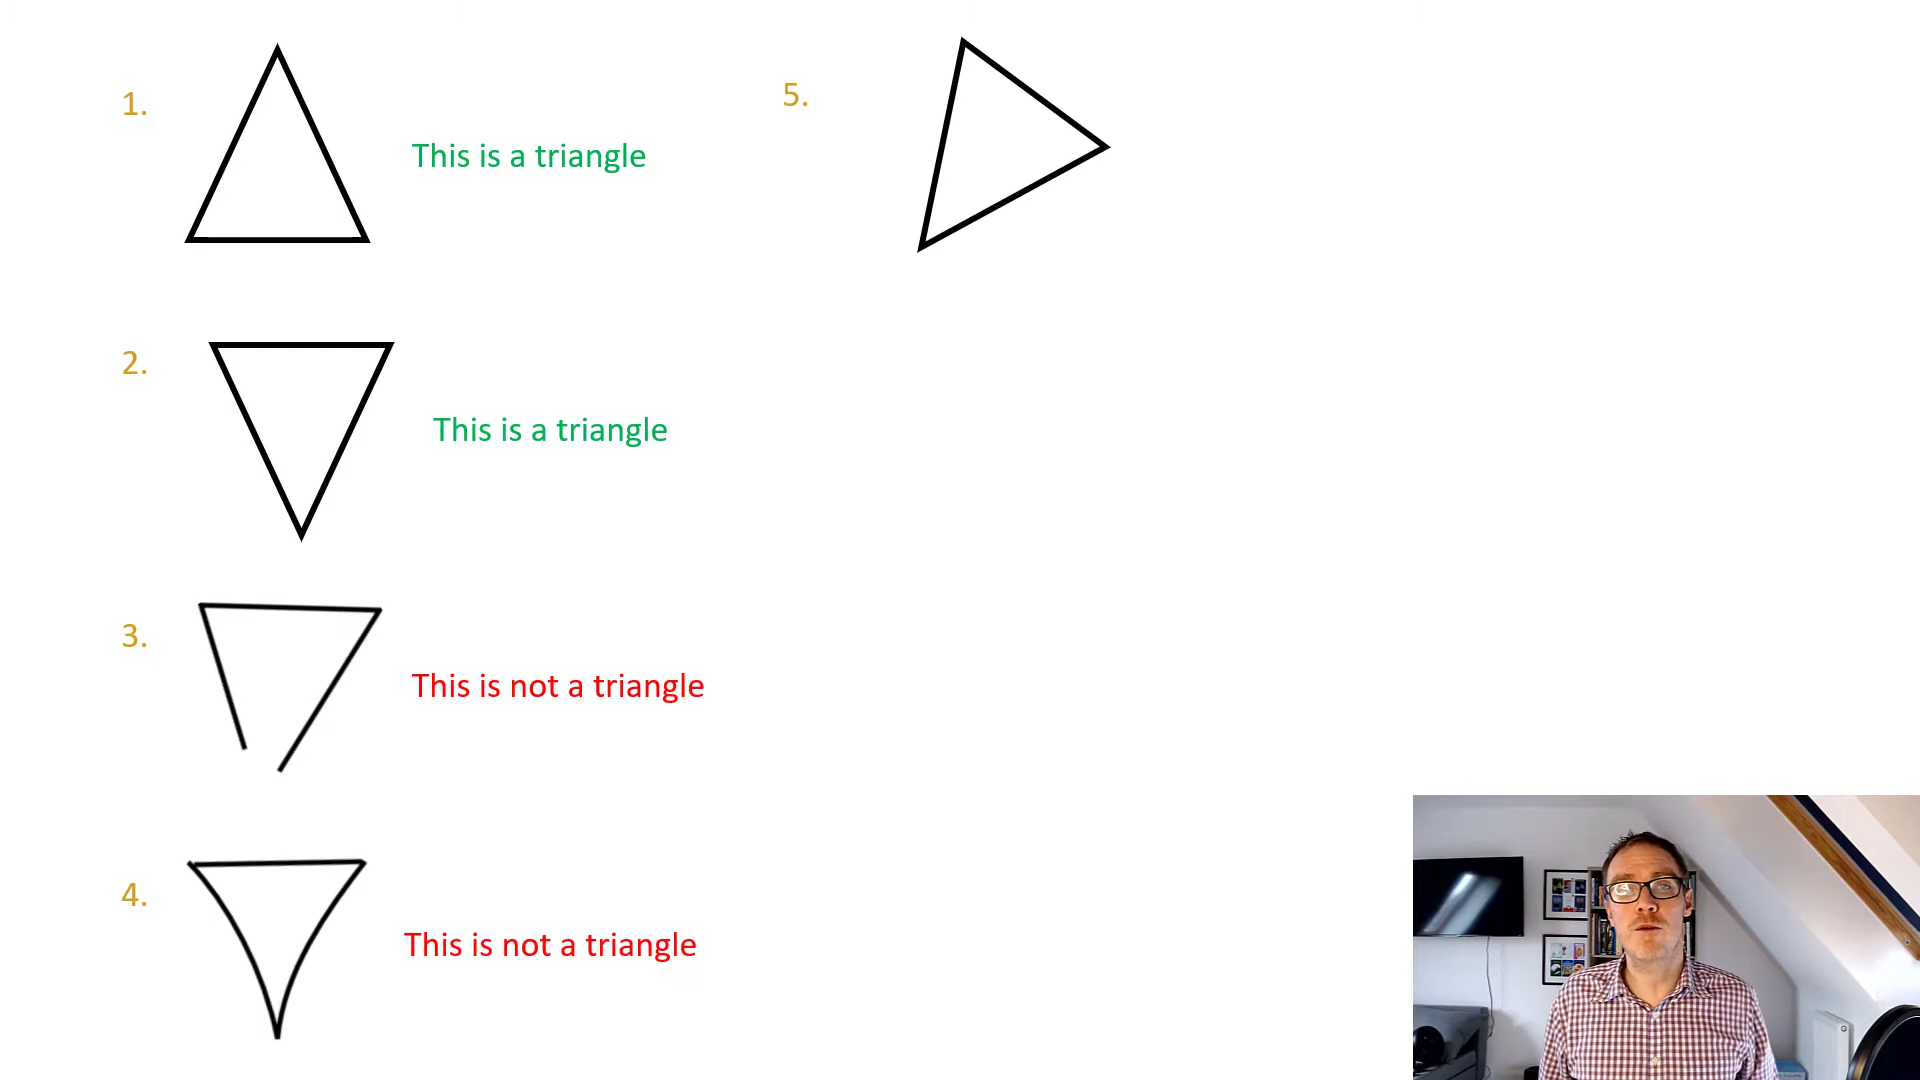 1.
This is a triangle
2.
This is a triangle
3.
This is not a triangle
4.
This is not a triangle
5.